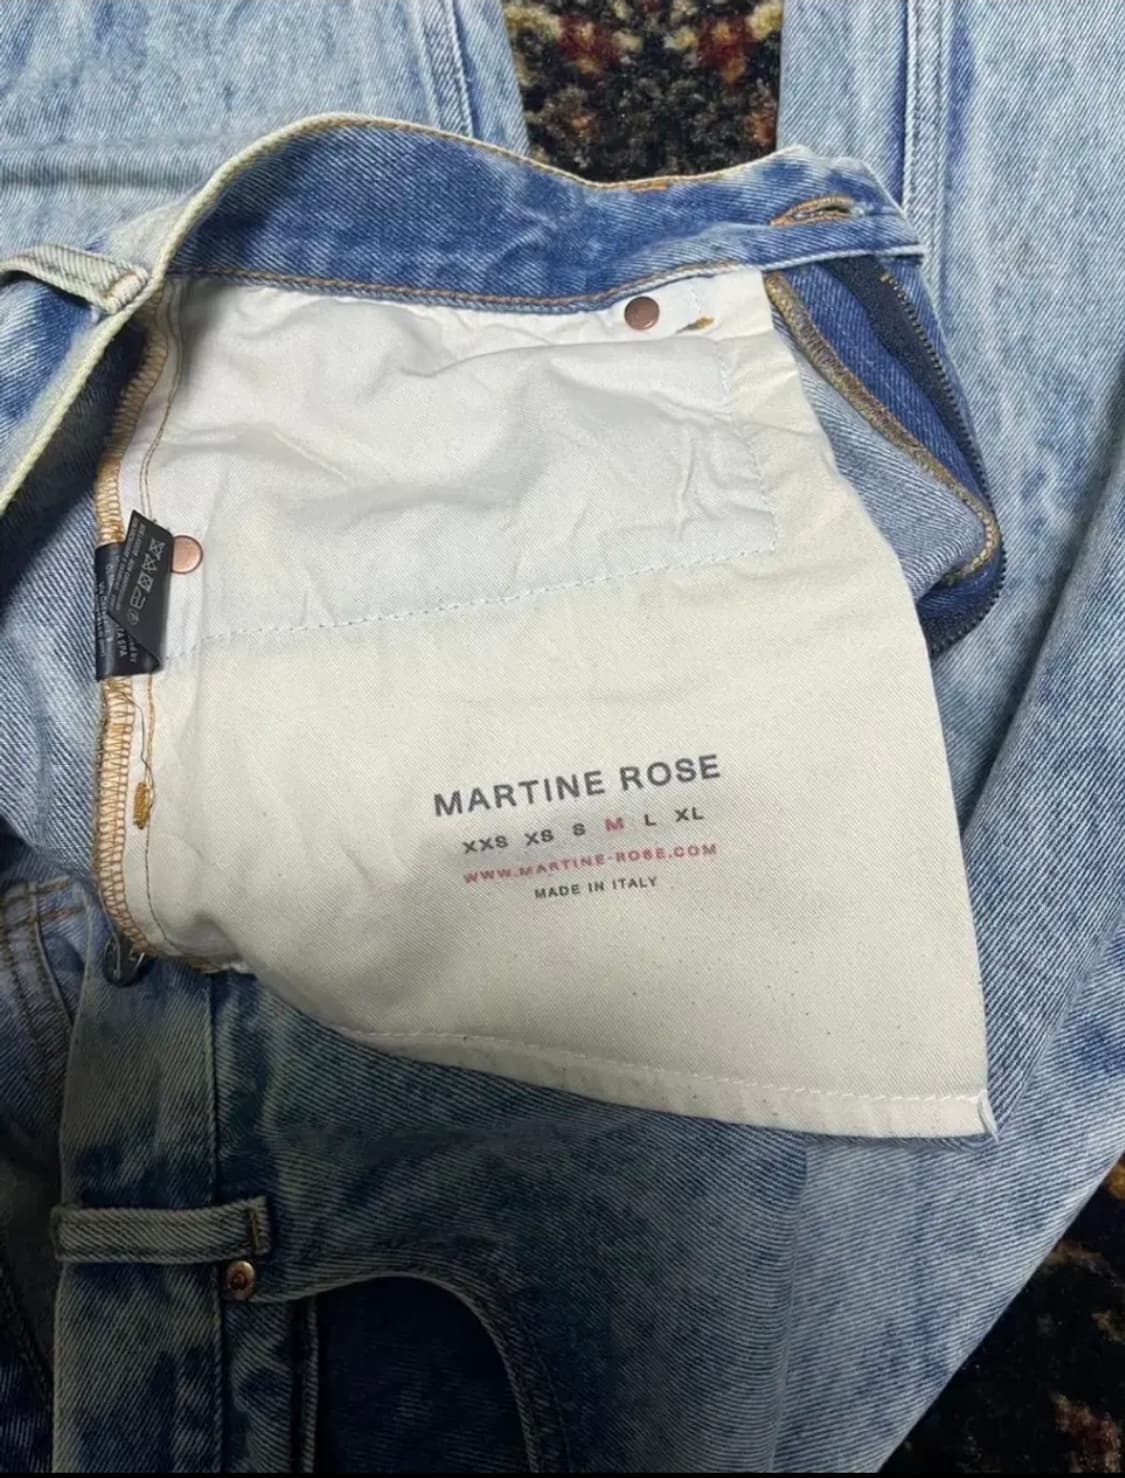 MARTINE ROSE
XXS XS S M L XL
WWW.MARTINE-ROSE.COM
MADE IN ITALY